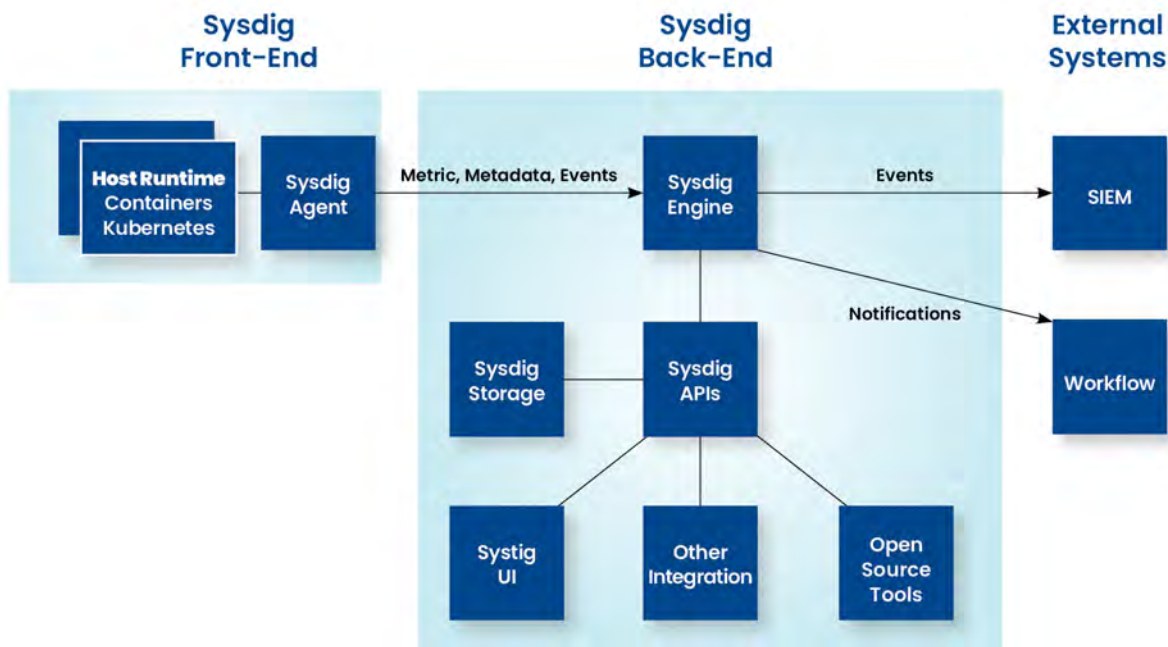 Sysdig
Front-End
Sysdig
Back-End
External
Systems
Host Runtime
Containers
Kubernetes
Sysdig
Agent
Metric, Metadata, Events
Sysdig
Engine
Events
SIEM
Notifications
Workflow
Sysdig
Storage
Sysdig
APIs
Systig
UI
Other
Integration
Open
Source
Tools